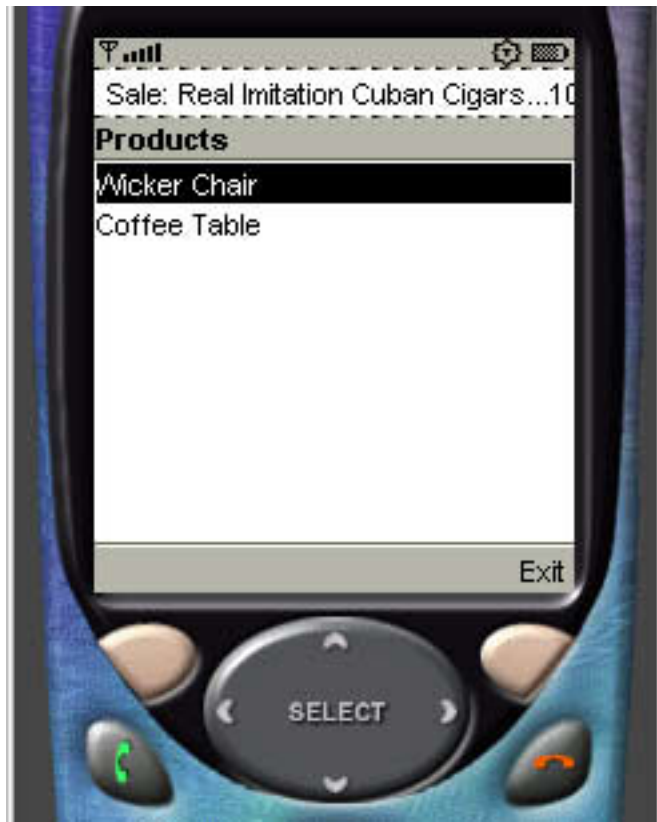 Sale: Real Imitation Cuban Cigars...10
Products
Wicker Chair
Coffee Table
Exit
SELECT